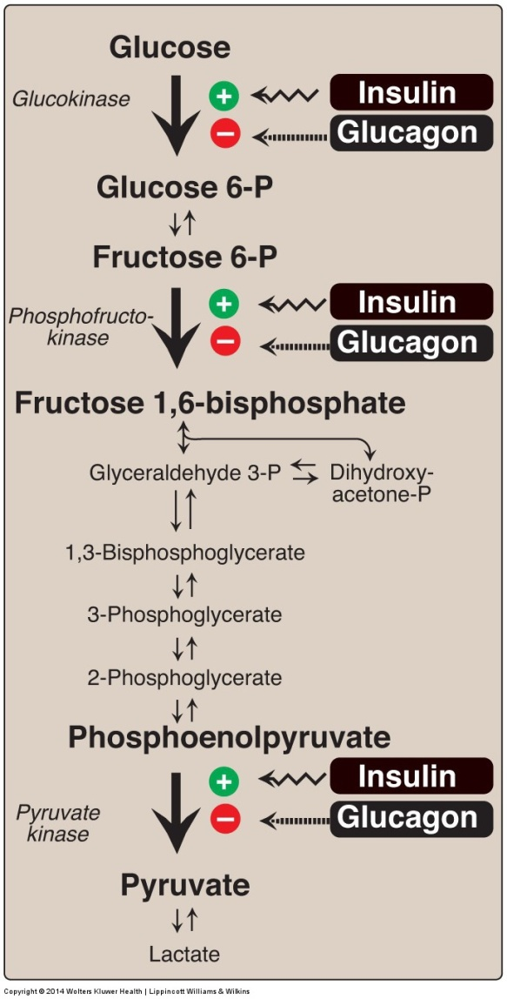 Glucose
Glucokinase
+
Insulin
–
Glucagon
Glucose 6-P
Fructose 6-P
Phosphofructo-
kinase
+
Insulin
–
Glucagon
Fructose 1,6-bisphosphate
Glyceraldehyde 3-P
Dihydroxy-
acetone-P
1,3-Bisphosphoglycerate
3-Phosphoglycerate
2-Phosphoglycerate
Phosphoenolpyruvate
Pyruvate
kinase
+
Insulin
–
Glucagon
Pyruvate
Lactate
Copyright © 2014 Wolters Kluwer Health | Lippincott Williams & Wilkins